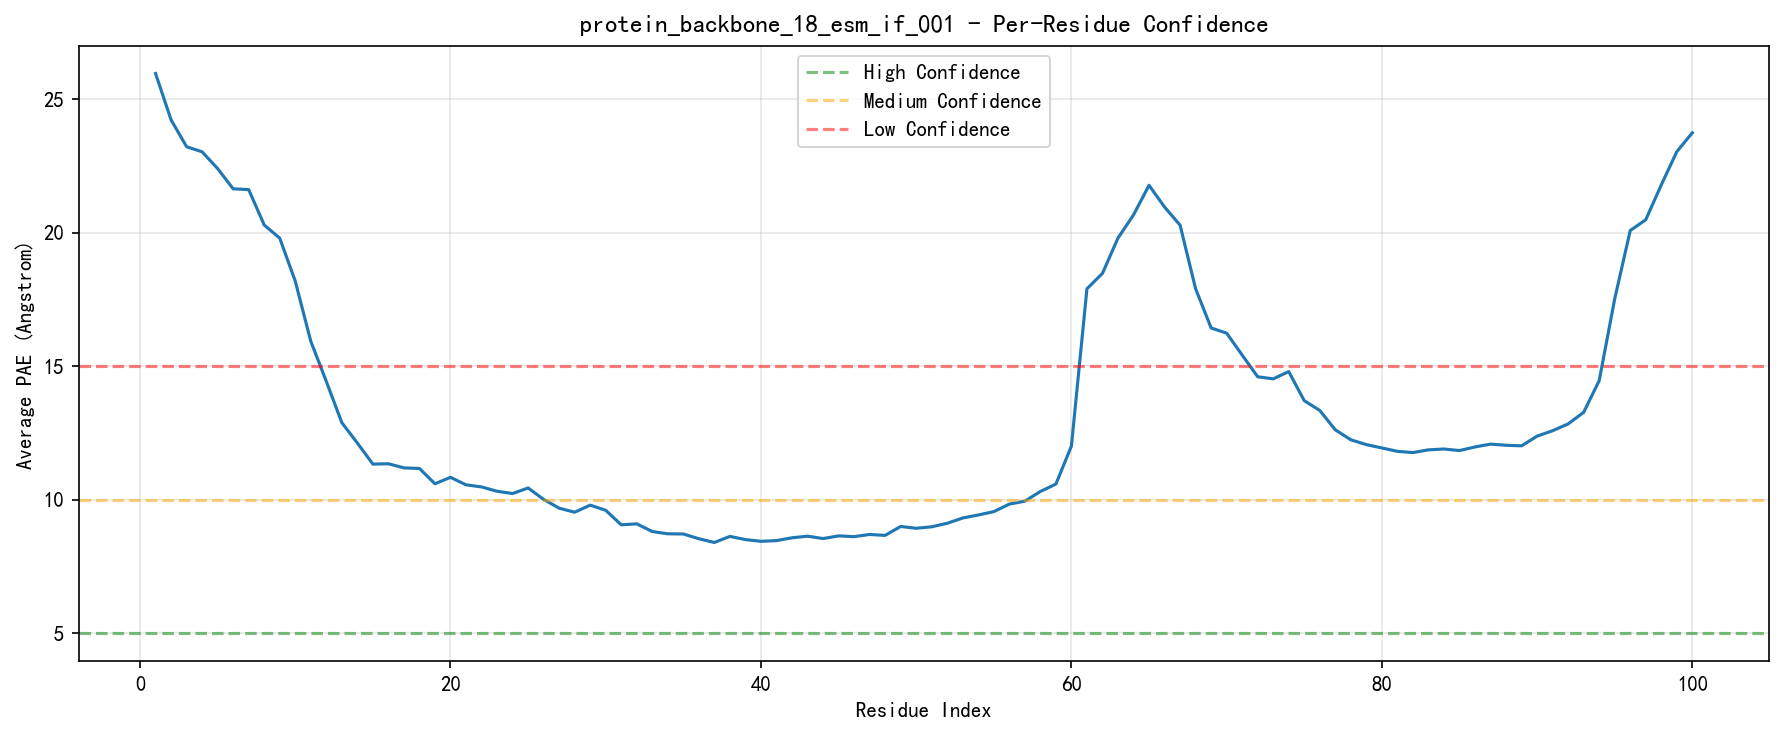 protein_backbone_18_esm_if_001 - Per-Residue Confidence
High Confidence
Medium Confidence
Low Confidence
Average PAE (Angstrom)
25
20
15
10
5
0
20
40
60
80
100
Residue Index